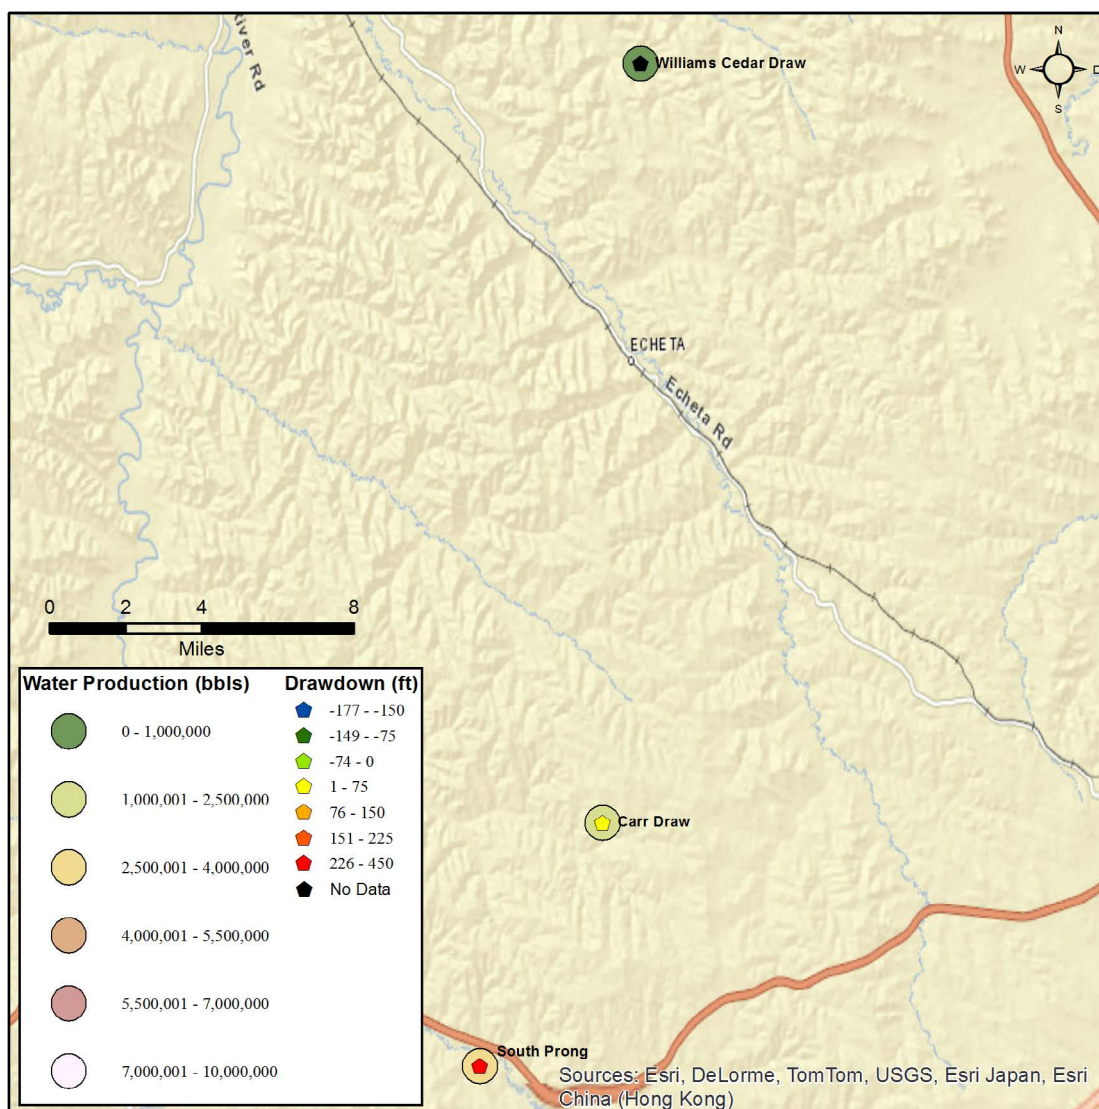 River Rd
Williams Cedar Draw
N
W
S
ECHETA
Echeta Rd
0 2 4 8
Miles
Water Production (bbls) Drawdown (ft)
-177 - -150
0 - 1,000,000
-149 - -75
-74 - 0
1,000,001 - 2,500,000
1 - 75
76 - 150
151 - 225
2,500,001 - 4,000,000
226 - 450
No Data
4,000,001 - 5,500,000
5,500,001 - 7,000,000
7,000,001 - 10,000,000
Carr Draw
South Prong
Sources: Esri, DeLorme, TomTom, USGS, Esri Japan, Esri
China (Hong Kong)